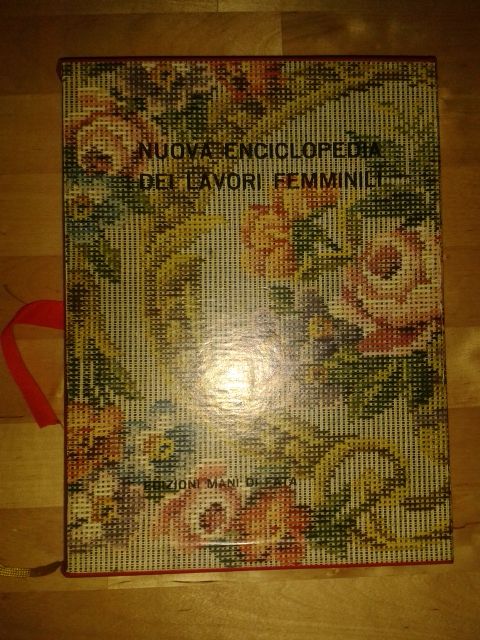 NUOVA ENCICLOPEDIA
DEI LAVORI FEMMINILI
EDIZIONI MANI DI FATA